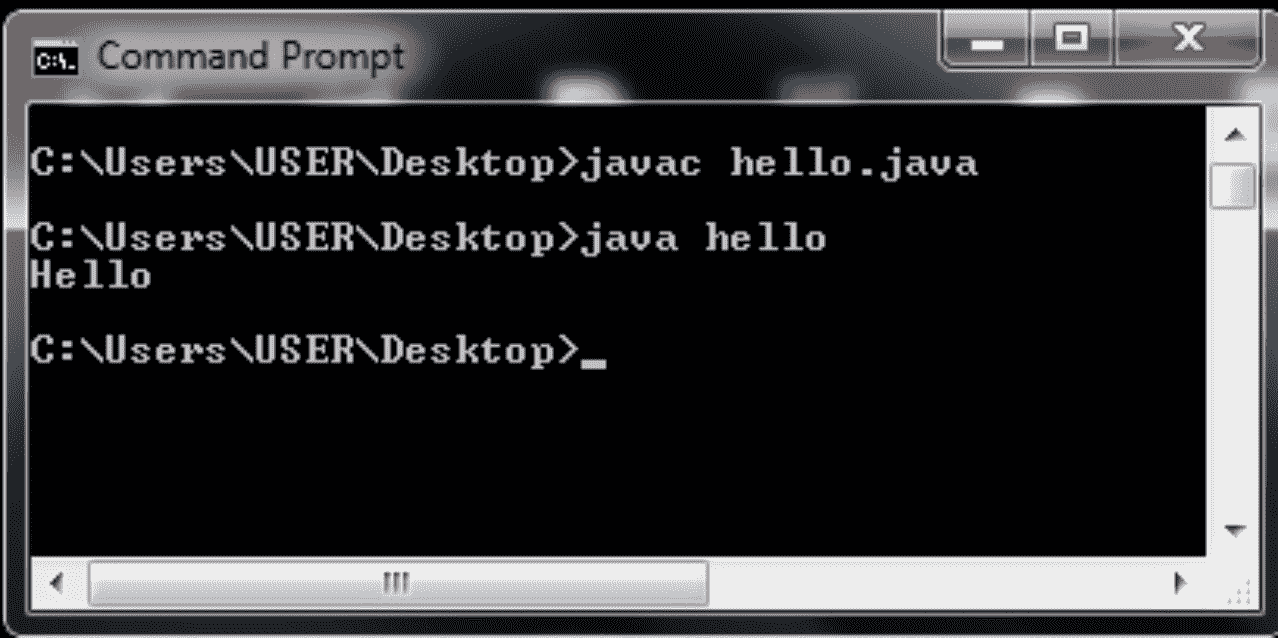 Command Prompt
C:\Users\USER\Desktop>javac hello.java
C:\Users\USER\Desktop>java hello
Hello
C:\Users\USER\Desktop>_